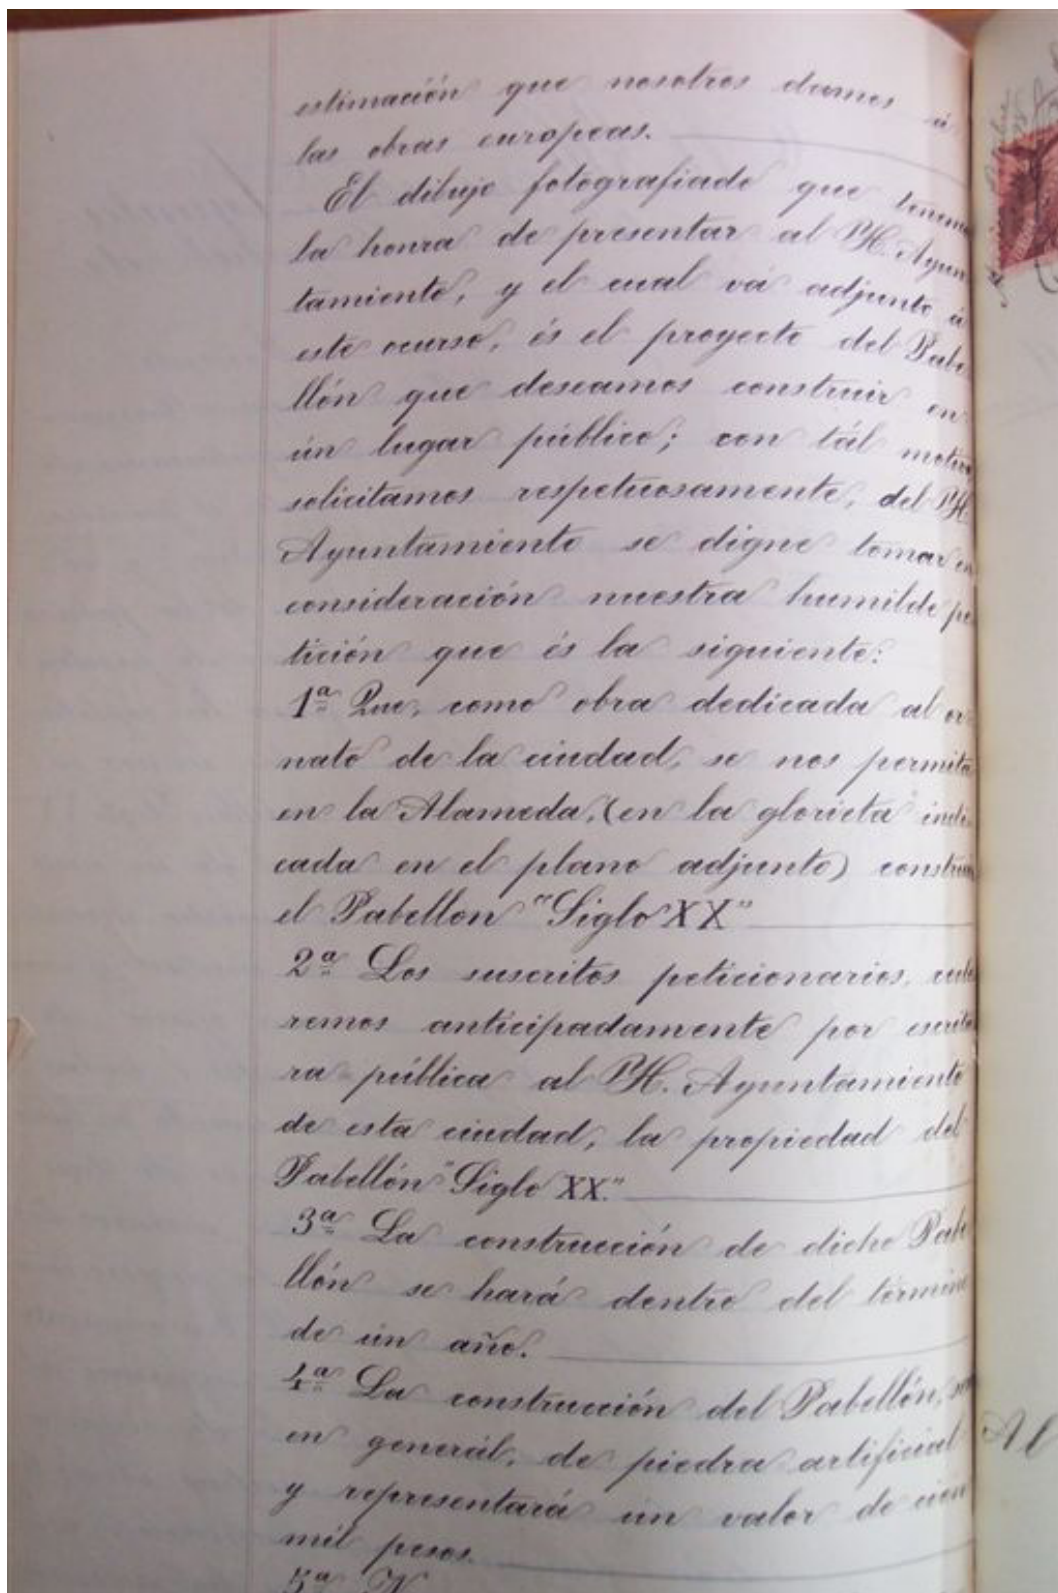 estimación que nosotros damos á
las obras europeas.
El dibujo fotografiado que tenemos
la honra de presentar al H. Ayun
tamiento, y el cual vá adjunto á
este ocurso, és el proyecto del Pabe
llón que deseamos construir en
ún lugar público; con tál motivo
solicitamos respetuosamente, del H.
Ayuntamiento se digne tomar en
consideración nuestra humilde pe
tición que és la siguiente:
1ª Que, como obra dedicada al or
nato de la ciudad, se nos permita
en la Alameda, (en la glorieta indi
cada en el plano adjunto) construir
el Pabellon "Siglo XX"
2ª Los suscritos peticionarios, cede
remos anticipadamente por escritu
ra pública al H. Ayuntamiento
de esta ciudad, la propiedad del
Pabellón "Siglo XX."
3ª La construcción de dicho Pabe
llón se hará dentro del término
de ún año.
4ª La construcción del Pabellón, será
en generál, de piedra artificial
y representará ún valor de cien
mil pesos.
5ª
Al